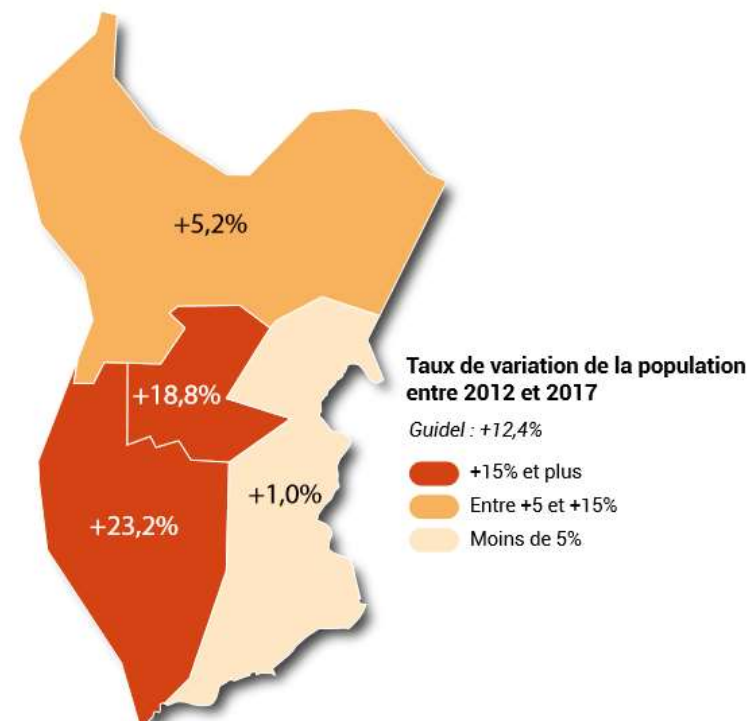 +5,2%
+18,8%
+1,0%
+23,2%
Taux de variation de la population
entre 2012 et 2017
Guidel : +12,4%
+15% et plus
Entre +5 et +15%
Moins de 5%